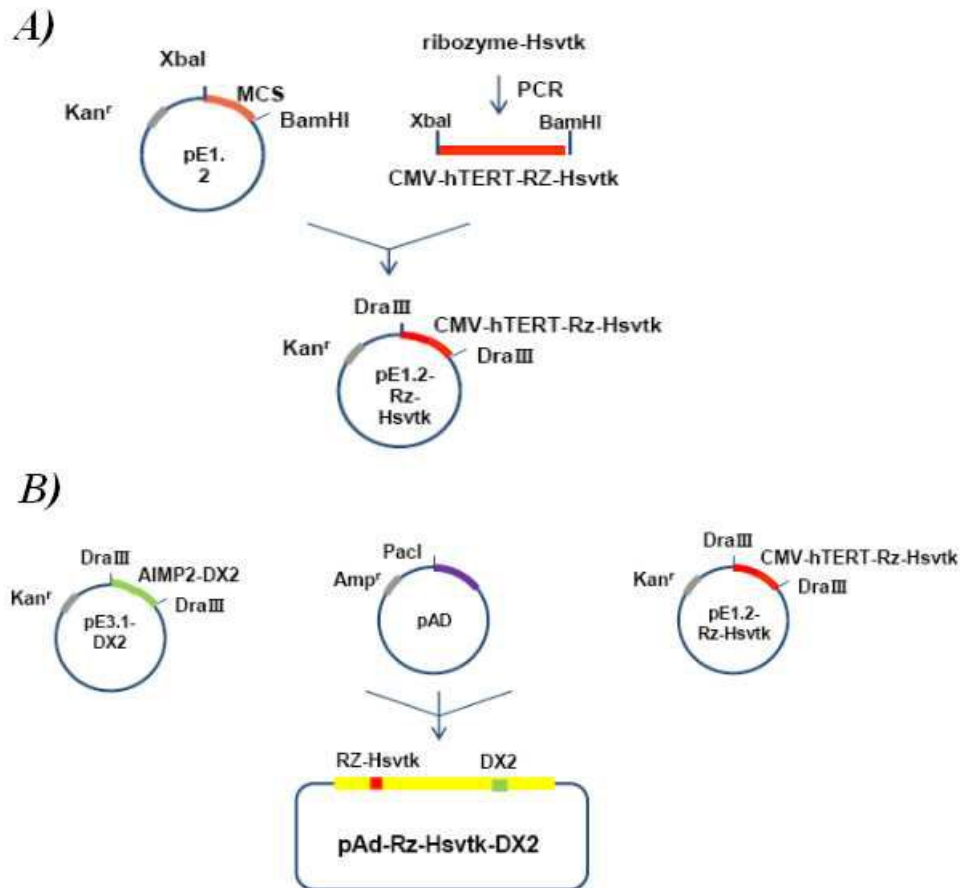 A)
ribozyme-Hsvtk
XbaI
PCR
MCS
Kanʳ
BamHI
XbaI
BamHI
pE1.
2
CMV-hTERT-RZ-Hsvtk
DraⅢ
CMV-hTERT-Rz-Hsvtk
Kanʳ
DraⅢ
pE1.2-
Rz-
Hsvtk
B)
DraⅢ
AIMP2-DX2
Kanʳ
DraⅢ
pE3.1-
DX2
PacI
Ampʳ
pAD
DraⅢ
CMV-hTERT-Rz-Hsvtk
Kanʳ
DraⅢ
pE1.2-
Rz-Hsvtk
RZ-Hsvtk
DX2
pAd-Rz-Hsvtk-DX2